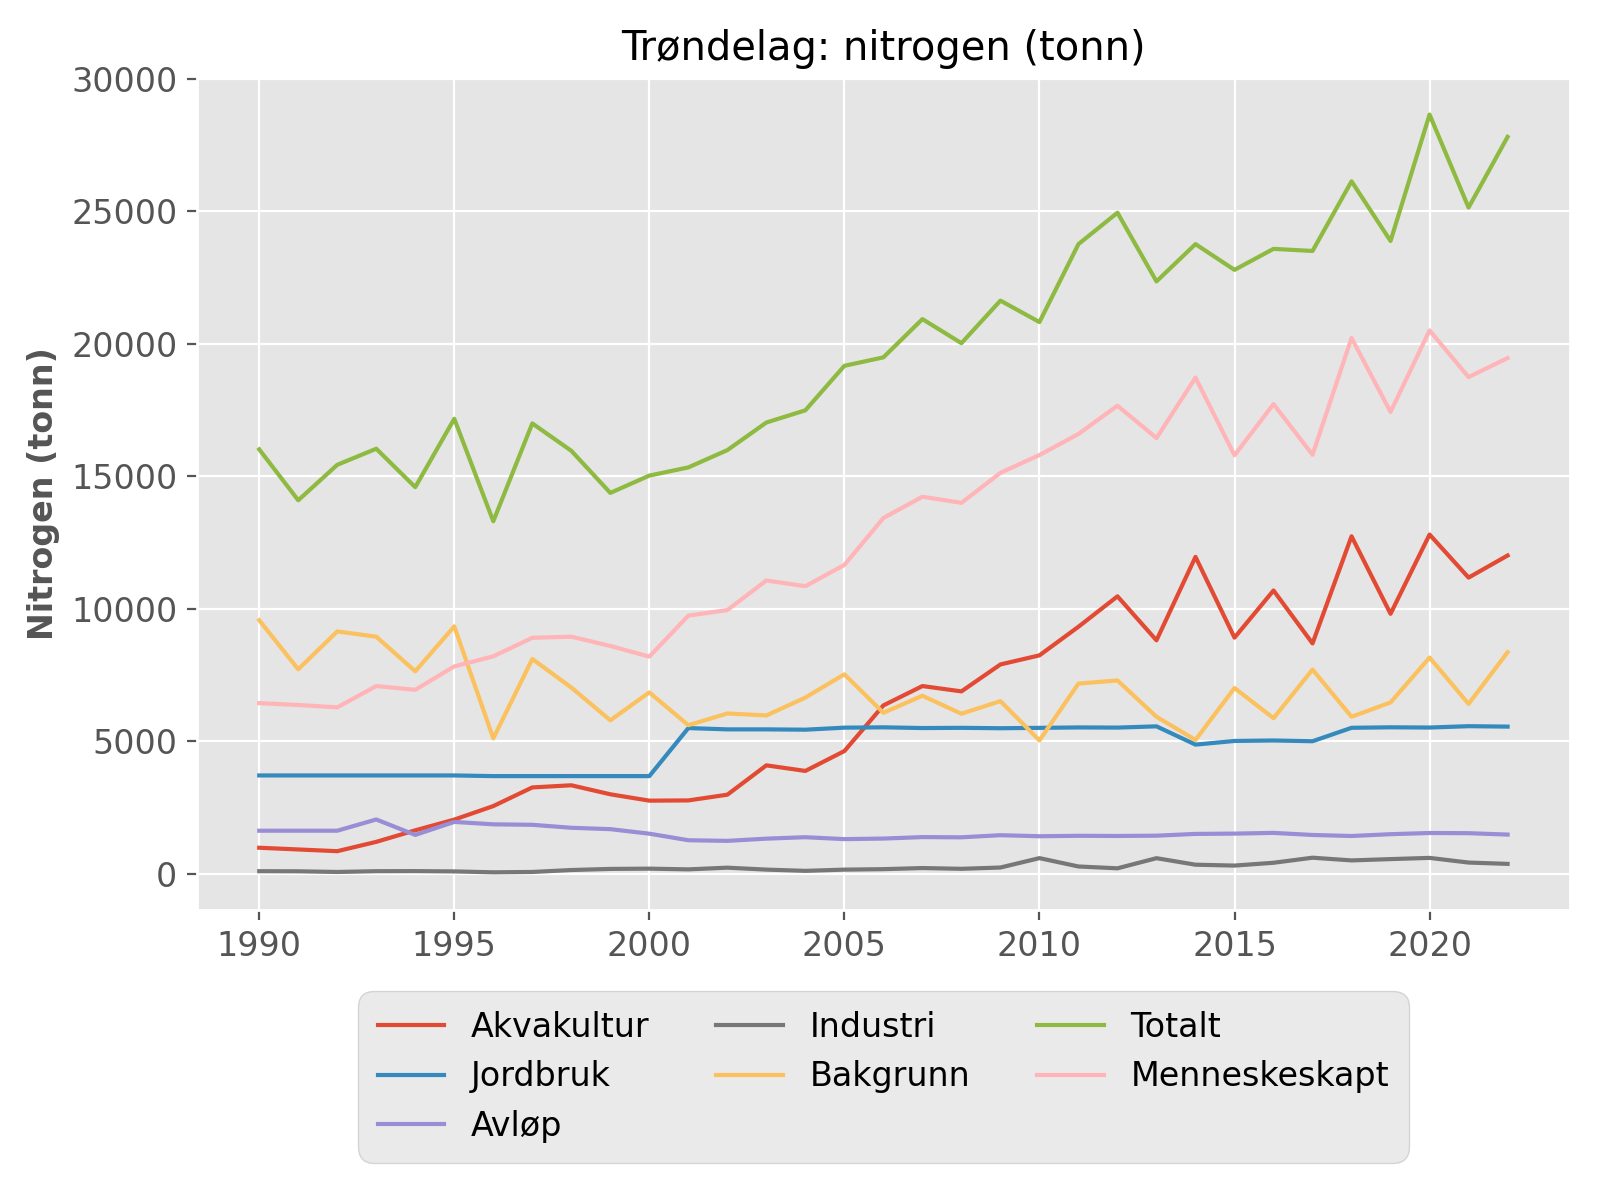 Trøndelag: nitrogen (tonn)
Nitrogen (tonn)
30000
25000
20000
15000
10000
5000
0
1990 1995 2000 2005 2010 2015 2020
Akvakultur Industri Totalt
Jordbruk Bakgrunn Menneskeskapt
Avløp